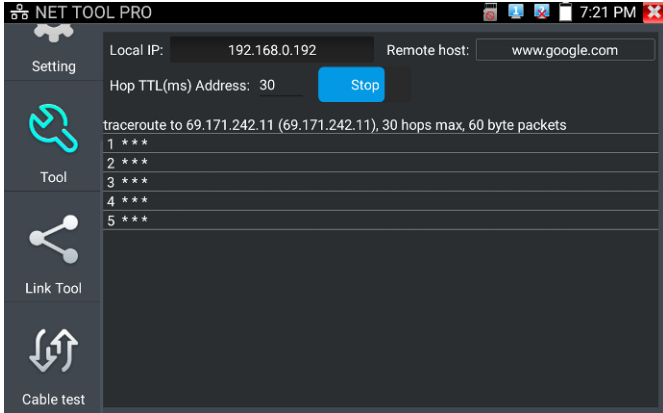 NET TOOL PRO 7:21 PM
Setting
Tool
Link Tool
Cable test
Local IP: 192.168.0.192 Remote host: www.google.com
Hop TTL(ms) Address: 30 Stop
traceroute to 69.171.242.11 (69.171.242.11), 30 hops max, 60 byte packets
1 * * *
2 * * *
3 * * *
4 * * *
5 * * *